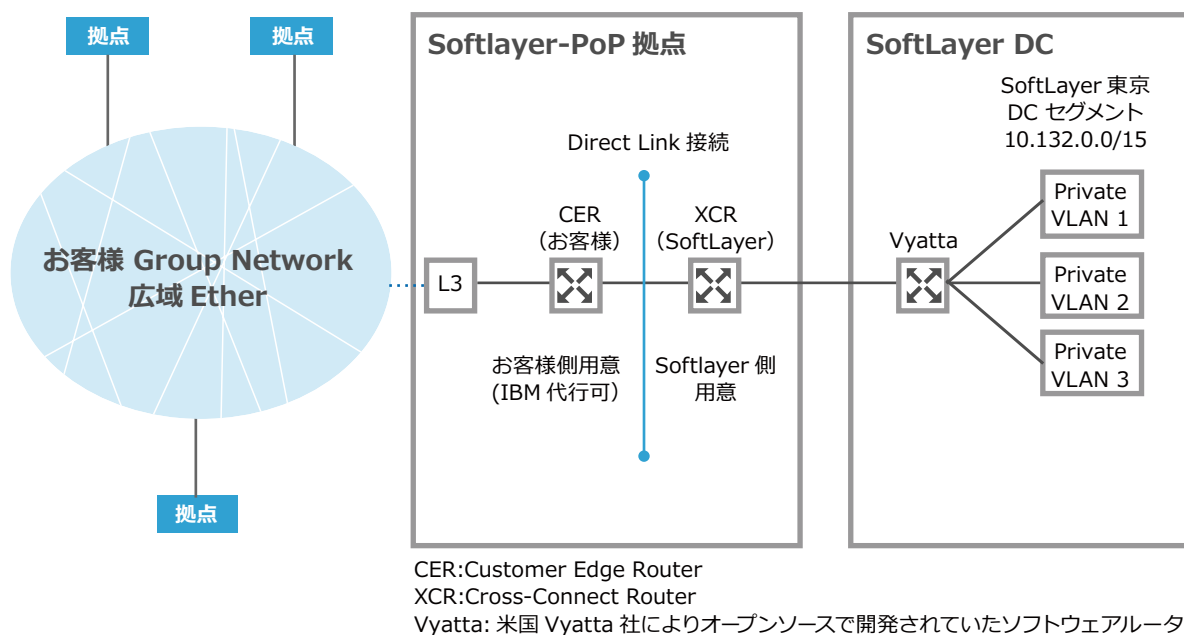 拠点
拠点
お客様 Group Network
広域 Ether
拠点
Softlayer-PoP 拠点
Direct Link 接続
CER
(お客様)
XCR
(SoftLayer)
L3
お客様側用意
(IBM 代行可)
Softlayer 側
用意
SoftLayer DC
SoftLayer 東京
DC セグメント
10.132.0.0/15
Vyatta
Private
VLAN 1
Private
VLAN 2
Private
VLAN 3
CER:Customer Edge Router
XCR:Cross-Connect Router
Vyatta: 米国 Vyatta 社によりオープンソースで開発されていたソフトウェアルータ